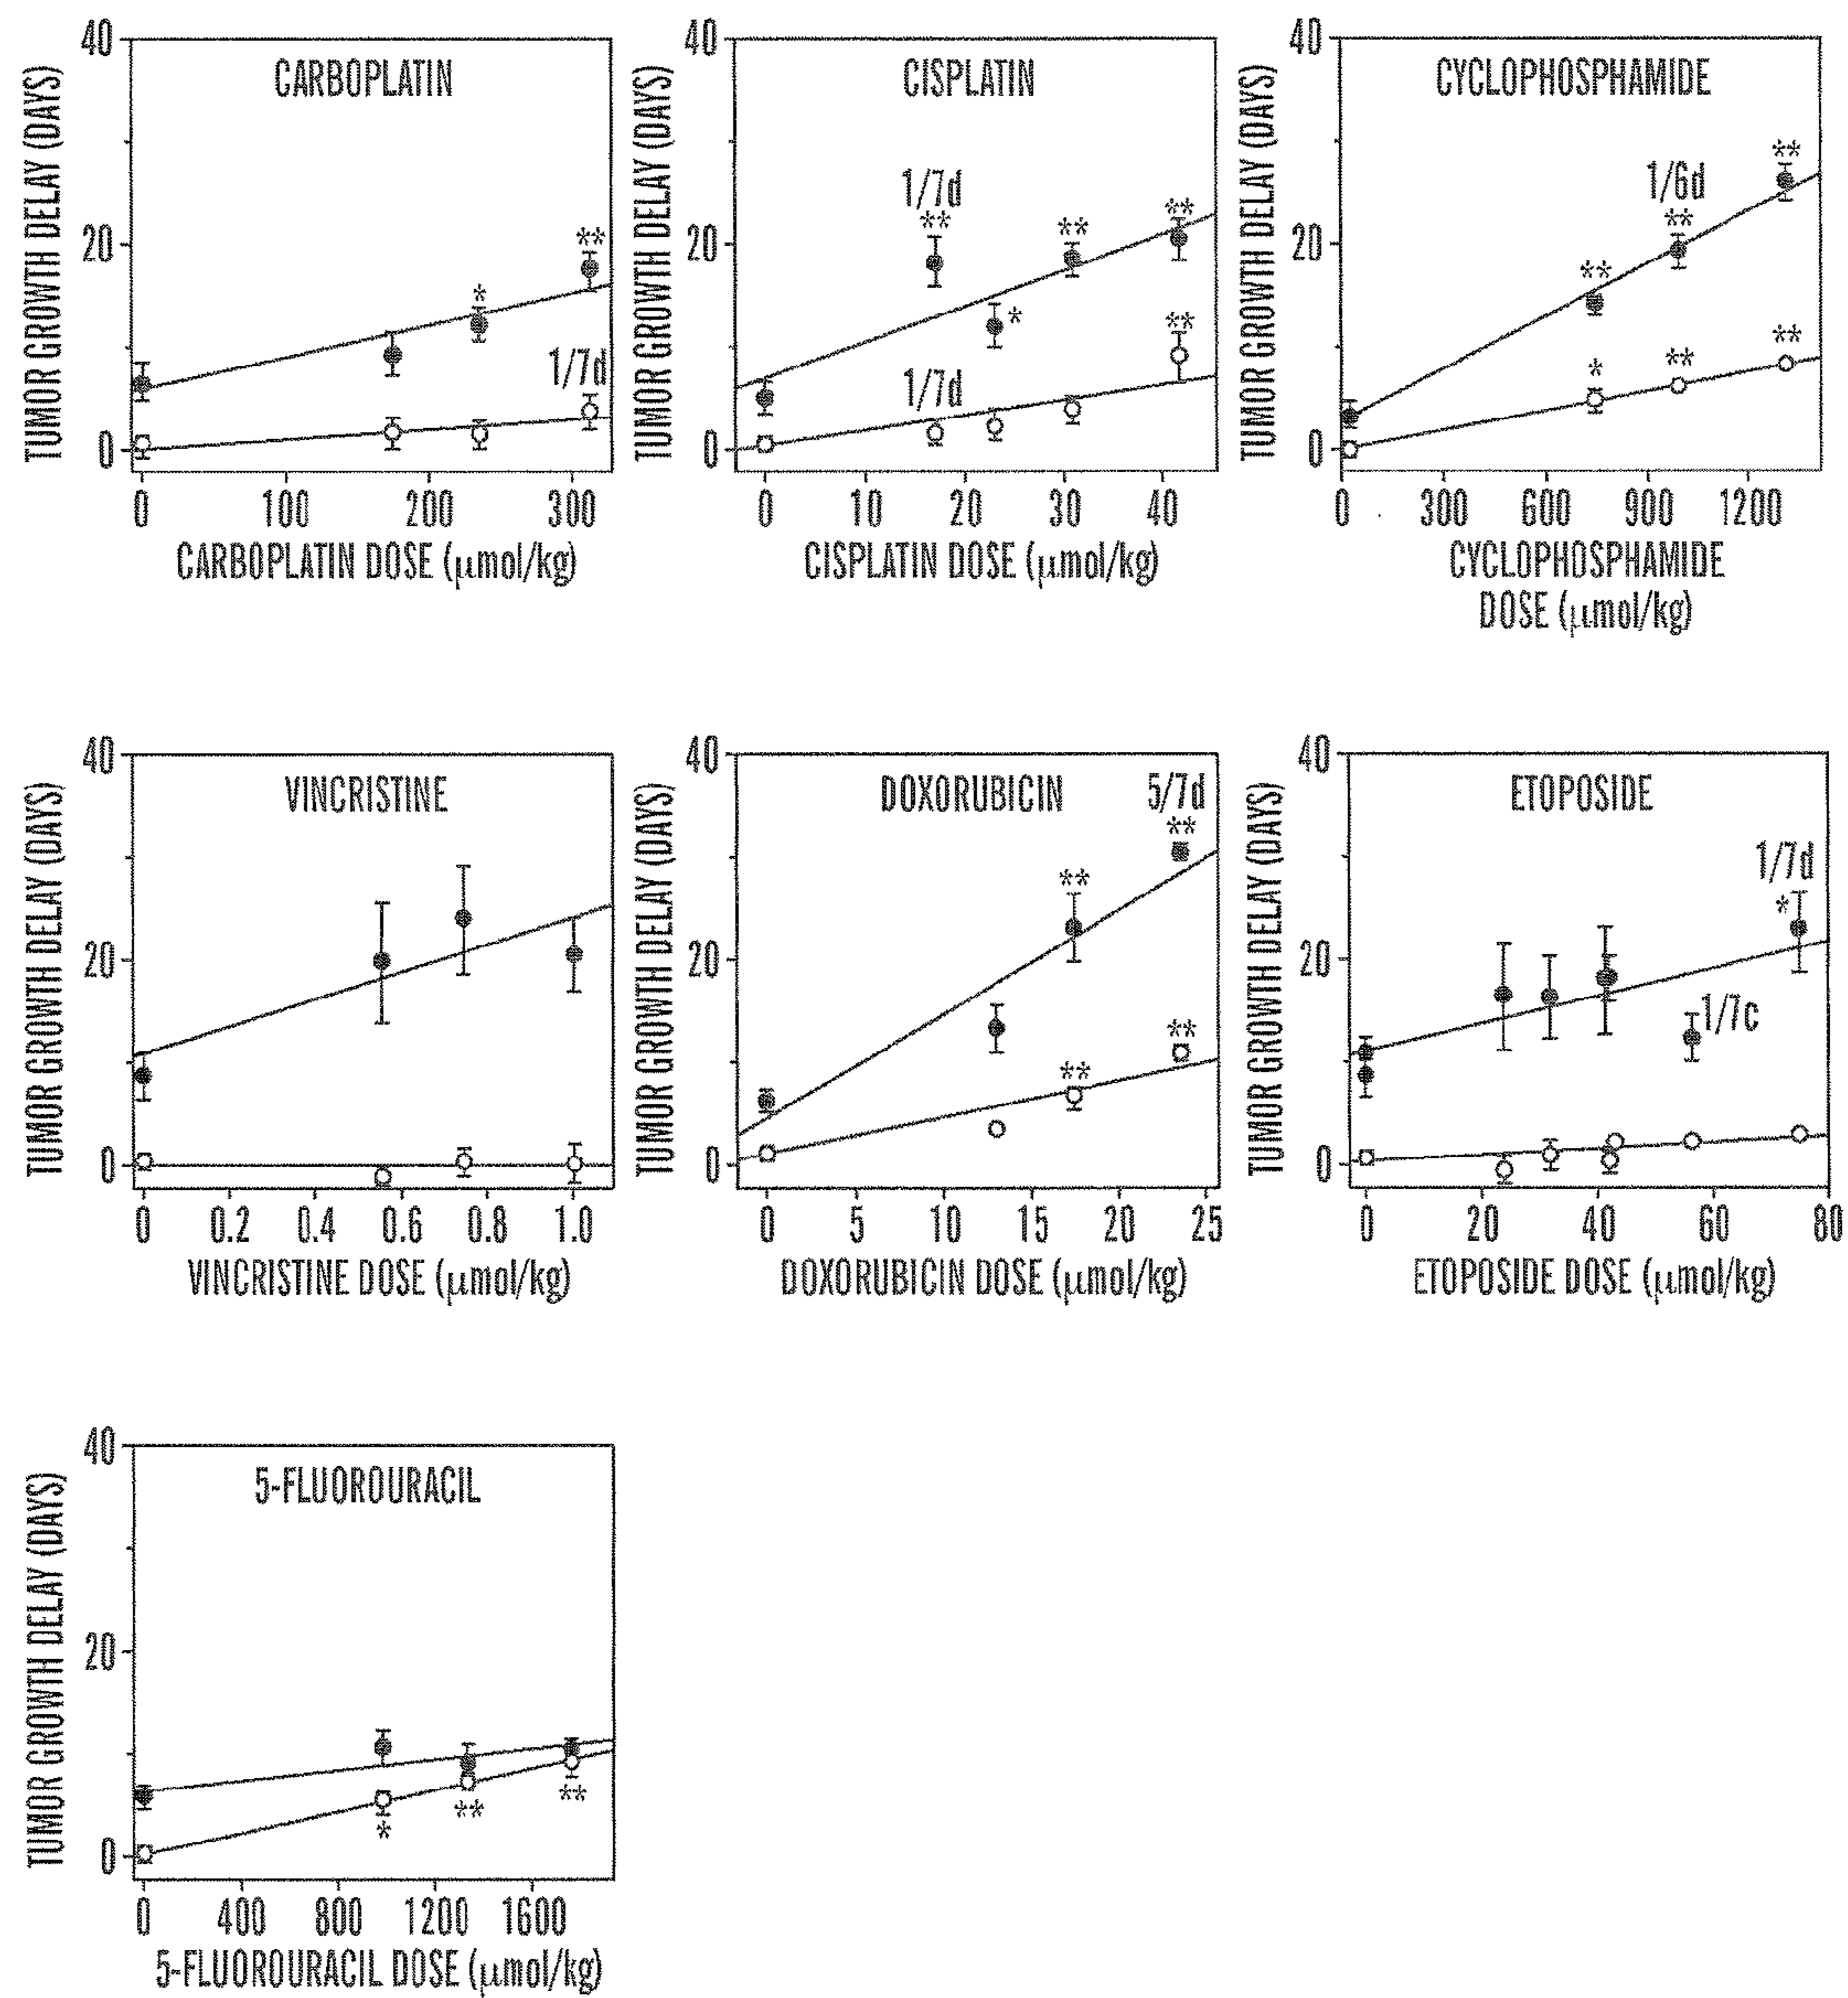 CARBOPLATIN
TUMOR GROWTH DELAY (DAYS)
40
20
0
**
*
1/7d
0 100 200 300
CARBOPLATIN DOSE (µmol/kg)
CISPLATIN
TUMOR GROWTH DELAY (DAYS)
40
20
0
1/7d
**
**
**
*
**
1/7d
0 10 20 30 40
CISPLATIN DOSE (µmol/kg)
CYCLOPHOSPHAMIDE
TUMOR GROWTH DELAY (DAYS)
40
20
0
**
1/6d
**
**
**
**
*
0 300 600 900 1200
CYCLOPHOSPHAMIDE
DOSE (µmol/kg)
VINCRISTINE
TUMOR GROWTH DELAY (DAYS)
40
20
0
0 0.2 0.4 0.6 0.8 1.0
VINCRISTINE DOSE (µmol/kg)
DOXORUBICIN
TUMOR GROWTH DELAY (DAYS)
40
20
0
5/7d
**
**
**
**
0 5 10 15 20 25
DOXORUBICIN DOSE (µmol/kg)
ETOPOSIDE
TUMOR GROWTH DELAY (DAYS)
40
20
0
1/7d
*
1/7c
0 20 40 60 80
ETOPOSIDE DOSE (µmol/kg)
5-FLUOROURACIL
TUMOR GROWTH DELAY (DAYS)
40
20
0
*
**
**
0 400 800 1200 1600
5-FLUOROURACIL DOSE (µmol/kg)